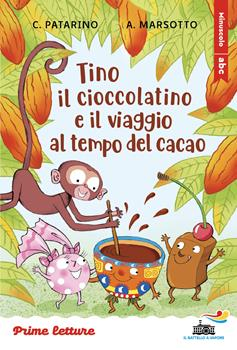 C. PATARINO A. MARSOTTO
Minuscolo
abc
Tino
il cioccolatino
e il viaggio
al tempo del cacao
Prime letture
IL BATTELLO A VAPORE